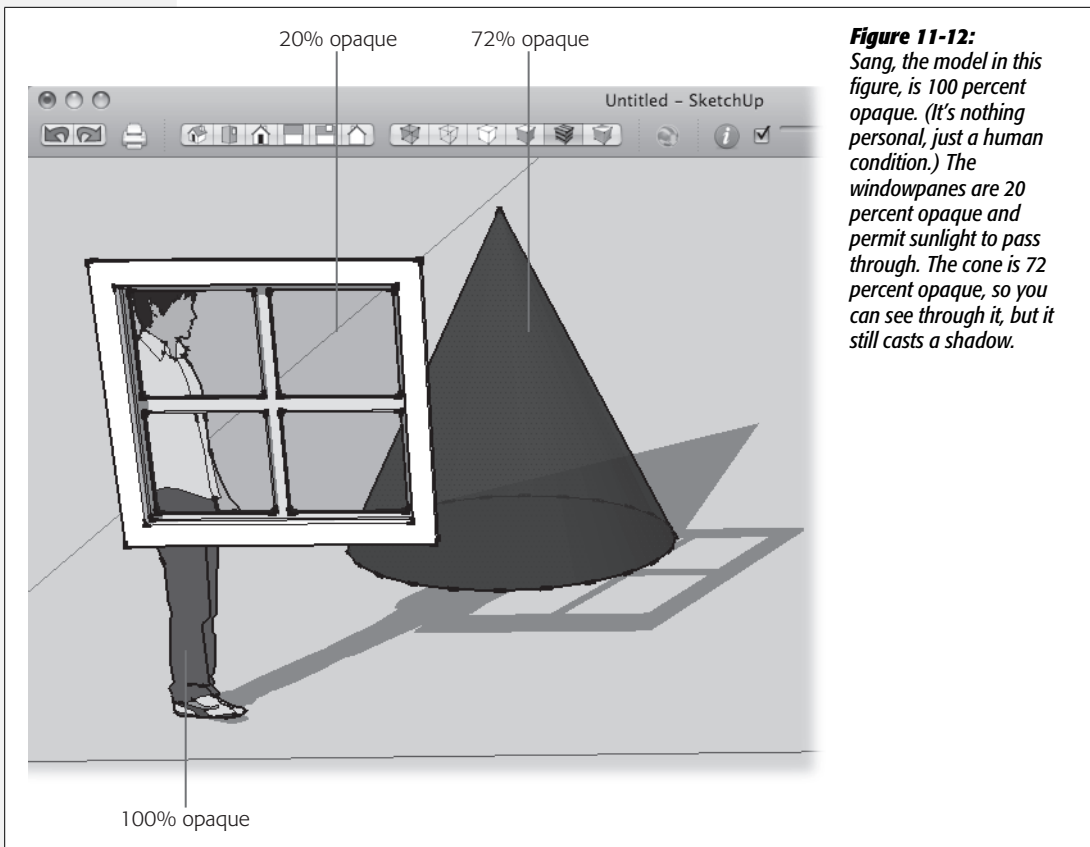 20% opaque
72% opaque
Untitled – SketchUp
Figure 11-12:
Sang, the model in this
figure, is 100 percent
opaque. (It's nothing
personal, just a human
condition.) The
windowpanes are 20
percent opaque and
permit sunlight to pass
through. The cone is 72
percent opaque, so you
can see through it, but it
still casts a shadow.
100% opaque